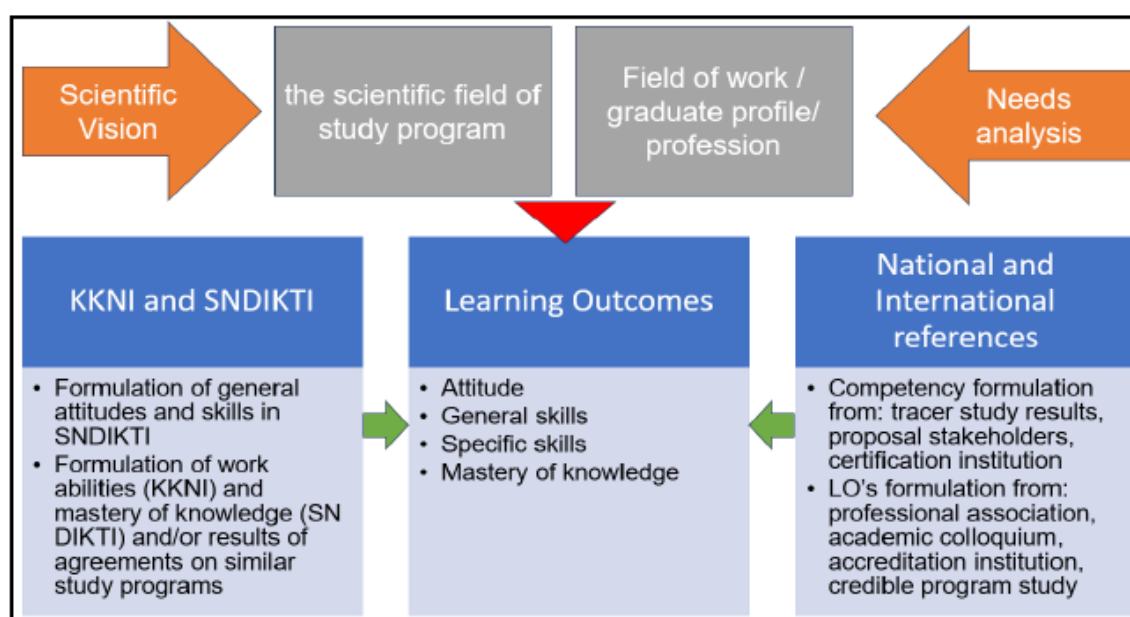 Scientific
Vision
the scientific field of
study program
Field of work /
graduate profile/
profession
Needs
analysis
KKNI and SNDIKTI
• Formulation of general
attitudes and skills in
SNDIKTI
• Formulation of work
abilities (KKNI) and
mastery of knowledge (SN
DIKTI) and/or results of
agreements on similar
study programs
Learning Outcomes
• Attitude
• General skills
• Specific skills
• Mastery of knowledge
National and
International
references
• Competency formulation
from: tracer study results,
proposal stakeholders,
certification institution
• LO's formulation from:
professional association,
academic colloquium,
accreditation institution,
credible program study